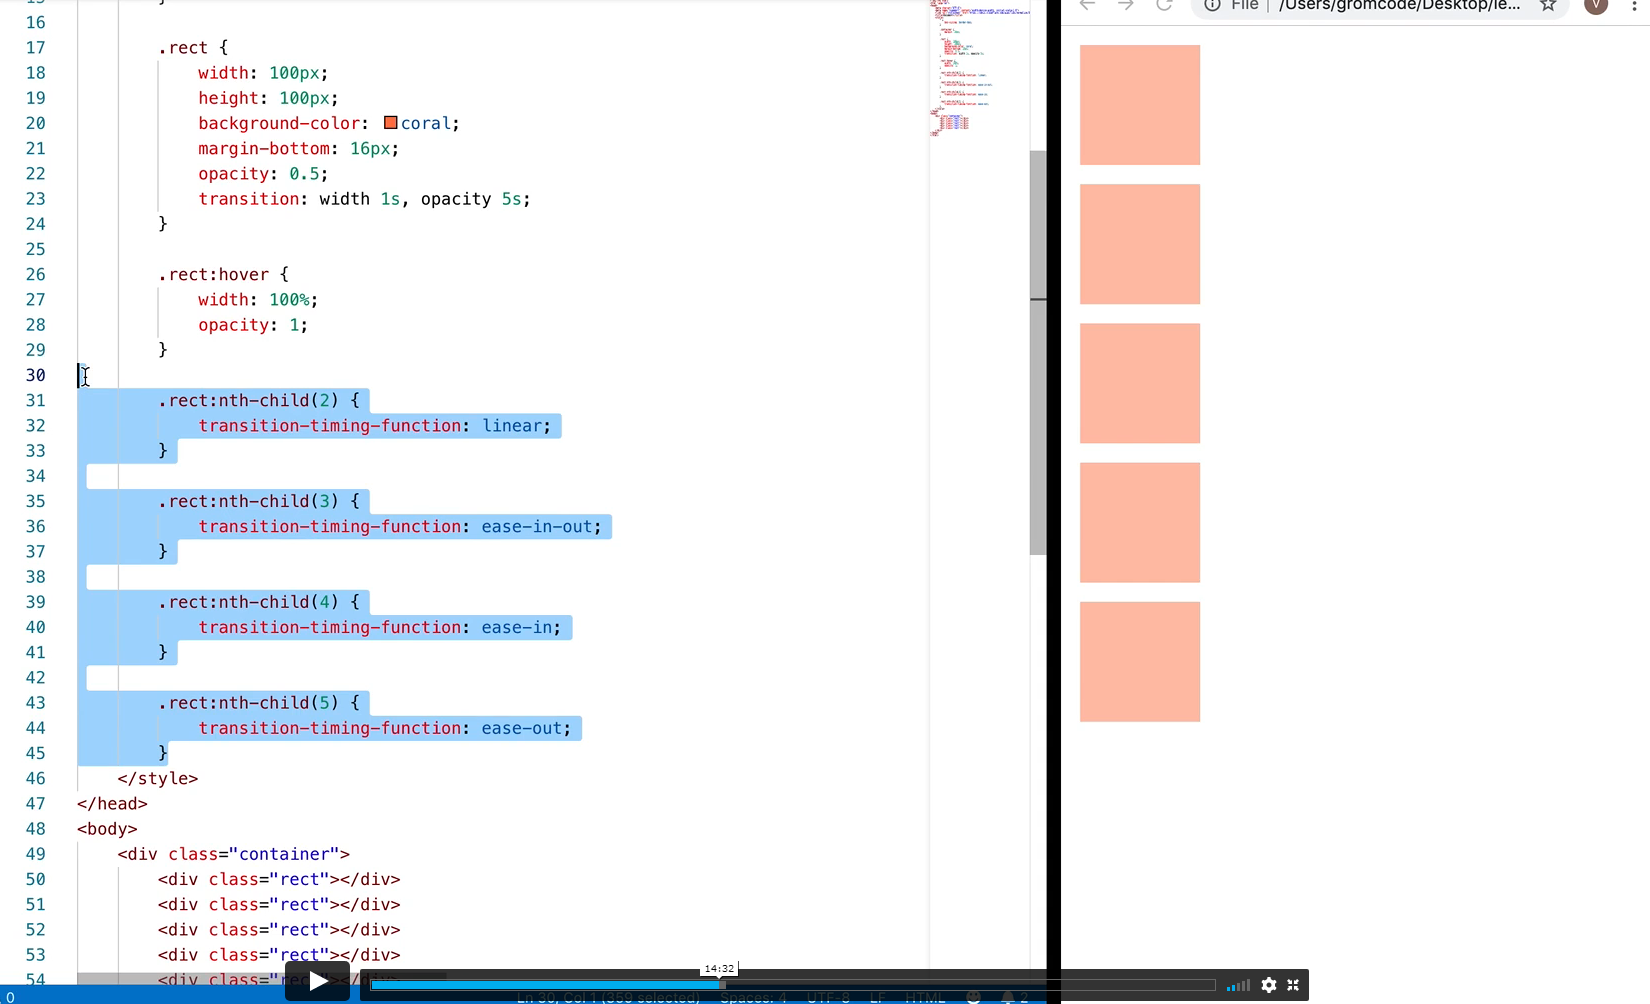 File | /Users/gromcode/Desktop/le... V
16
17 .rect {
18 width: 100px;
19 height: 100px;
20 background-color: coral;
21 margin-bottom: 16px;
22 opacity: 0.5;
23 transition: width 1s, opacity 5s;
24 }
25
26 .rect:hover {
27 width: 100%;
28 opacity: 1;
29 }
30
31 .rect:nth-child(2) {
32 transition-timing-function: linear;
33 }
34
35 .rect:nth-child(3) {
36 transition-timing-function: ease-in-out;
37 }
38
39 .rect:nth-child(4) {
40 transition-timing-function: ease-in;
41 }
42
43 .rect:nth-child(5) {
44 transition-timing-function: ease-out;
45 }
46 </style>
47 </head>
48 <body>
49 <div class="container">
50 <div class="rect"></div>
51 <div class="rect"></div>
52 <div class="rect"></div>
53 <div class="rect"></div>
54 <div class="rect"></div>
14:32
0 Ln 30, Col 1 (359 selected) Spaces: 4 UTF-8 LF HTML 2